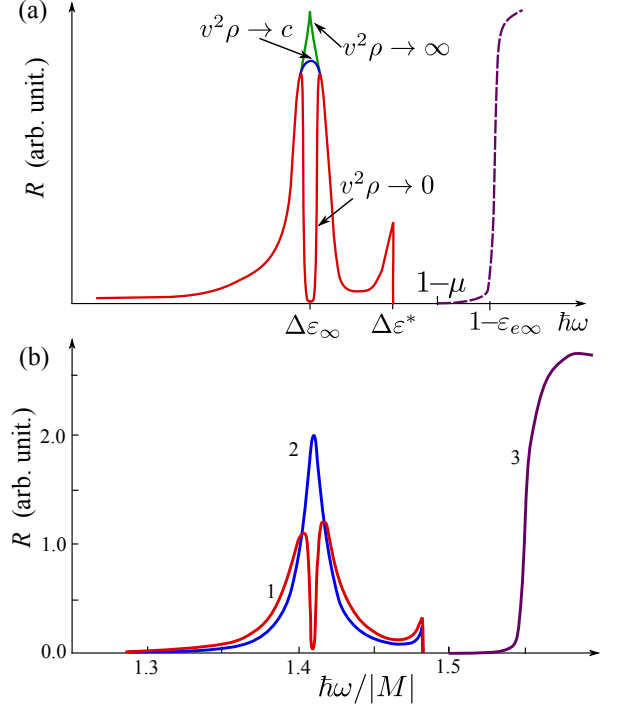 (a)
R (arb. unit.)
v²ρ → c
v²ρ → ∞
v²ρ → 0
1–μ
Δε∞
Δε*
1–εe∞
ħω
(b)
R (arb. unit.)
2.0
1.0
0.0
2
1
3
1.3
1.4
1.5
ħω/|M|